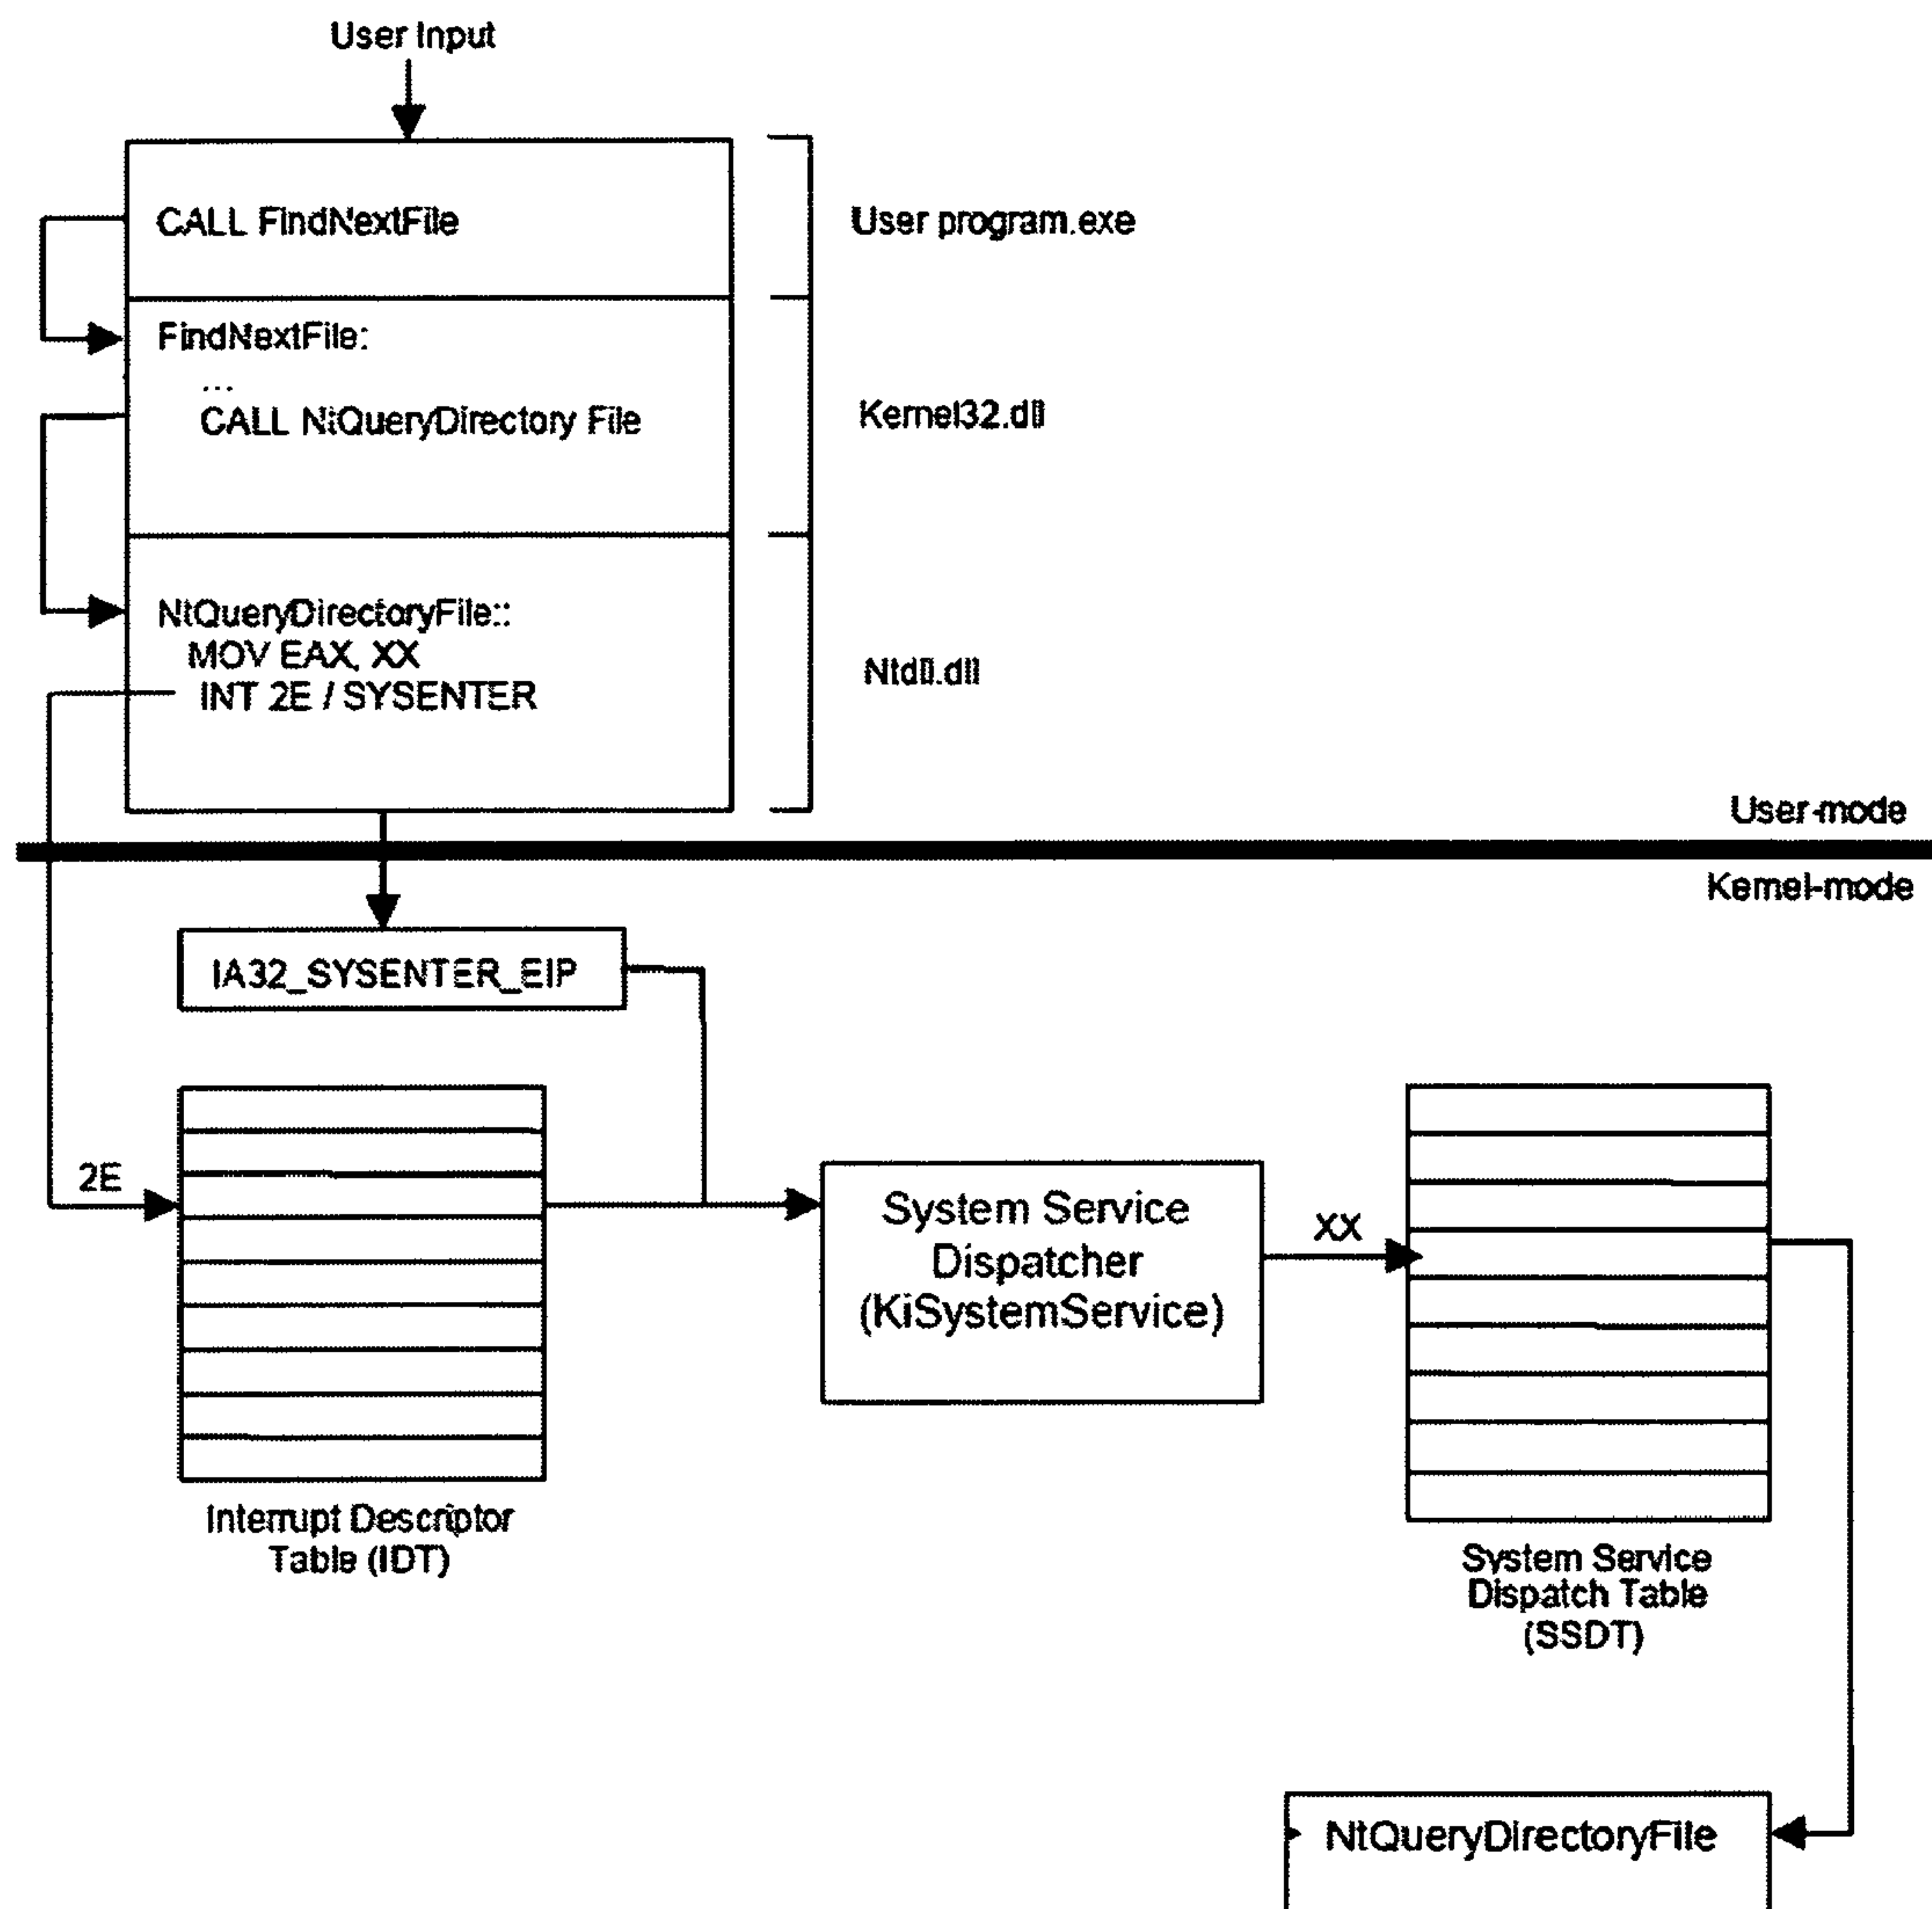 User Input
CALL FindNextFile
User program.exe
FindNextFile:
...
CALL NtQueryDirectory File
Kernel32.dll
NtQueryDirectoryFile::
MOV EAX, XX
INT 2E / SYSENTER
Ntdll.dll
User-mode
Kernel-mode
IA32_SYSENTER_EIP
2E
System Service
Dispatcher
(KiSystemService)
XX
Interrupt Descriptor
Table (IDT)
System Service
Dispatch Table
(SSDT)
NtQueryDirectoryFile